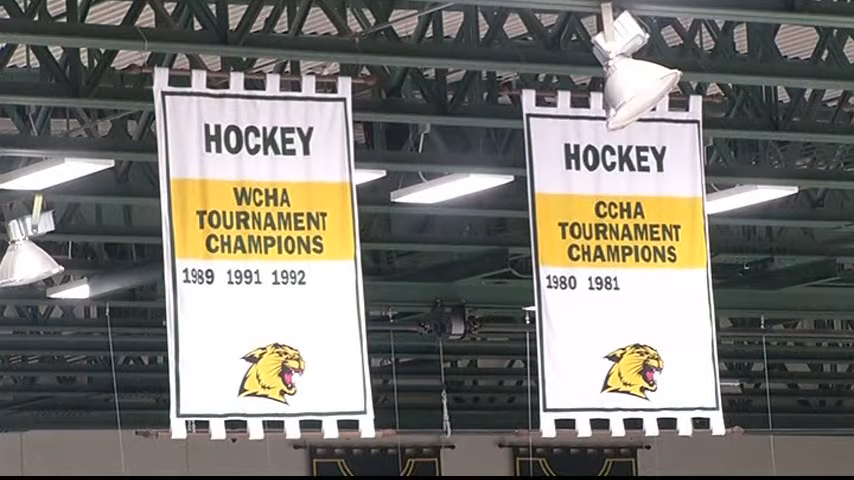 HOCKEY
WCHA
TOURNAMENT
CHAMPIONS
1989 1991 1992
HOCKEY
CCHA
TOURNAMENT
CHAMPIONS
1980 1981